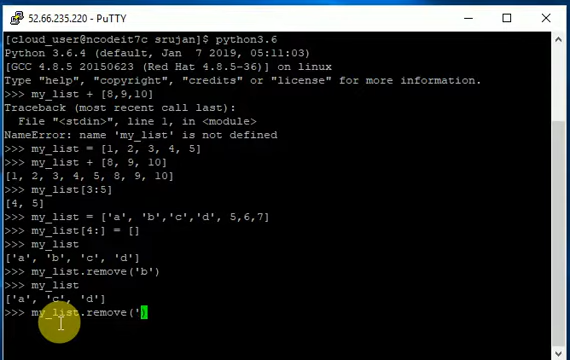 52.66.235.220 - PuTTY
[cloud_user@ncodeit7c srujan]$ python3.6
Python 3.6.4 (default, Jan  7 2019, 05:11:03)
[GCC 4.8.5 20150623 (Red Hat 4.8.5-36)] on linux
Type "help", "copyright", "credits" or "license" for more information.
>>> my_list + [8,9,10]
Traceback (most recent call last):
  File "<stdin>", line 1, in <module>
NameError: name 'my_list' is not defined
>>> my_list = [1, 2, 3, 4, 5]
>>> my_list + [8, 9, 10]
[1, 2, 3, 4, 5, 8, 9, 10]
>>> my_list[3:5]
[4, 5]
>>> my_list = ['a', 'b','c','d', 5,6,7]
>>> my_list[4:] = []
>>> my_list
['a', 'b', 'c', 'd']
>>> my_list.remove('b')
>>> my_list
['a', 'c', 'd']
>>> my_list.remove(')